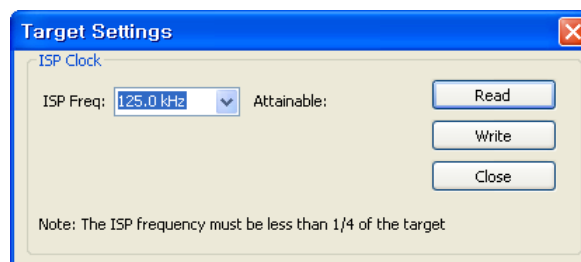 Target Settings
ISP Clock
ISP Freq: 125.0 kHz Attainable: Read
Write
Close
Note: The ISP frequency must be less than 1/4 of the target